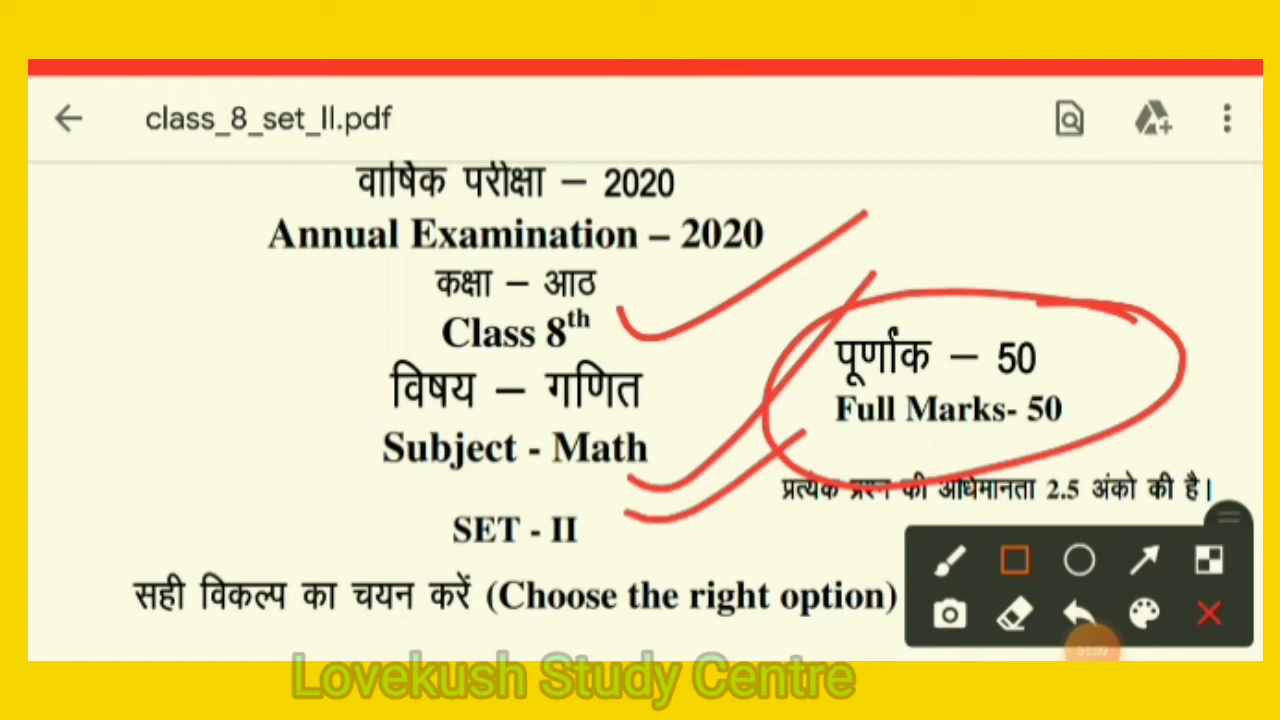 class_8_set_II.pdf
वार्षिक परीक्षा – 2020
Annual Examination – 2020
कक्षा – आठ
Class 8th
विषय – गणित
पूर्णांक – 50
Full Marks- 50
Subject - Math
प्रत्येक प्रश्न की अधिमानता 2.5 अंको की है।
SET - II
सही विकल्प का चयन करें (Choose the right option)
Lovekush Study Centre